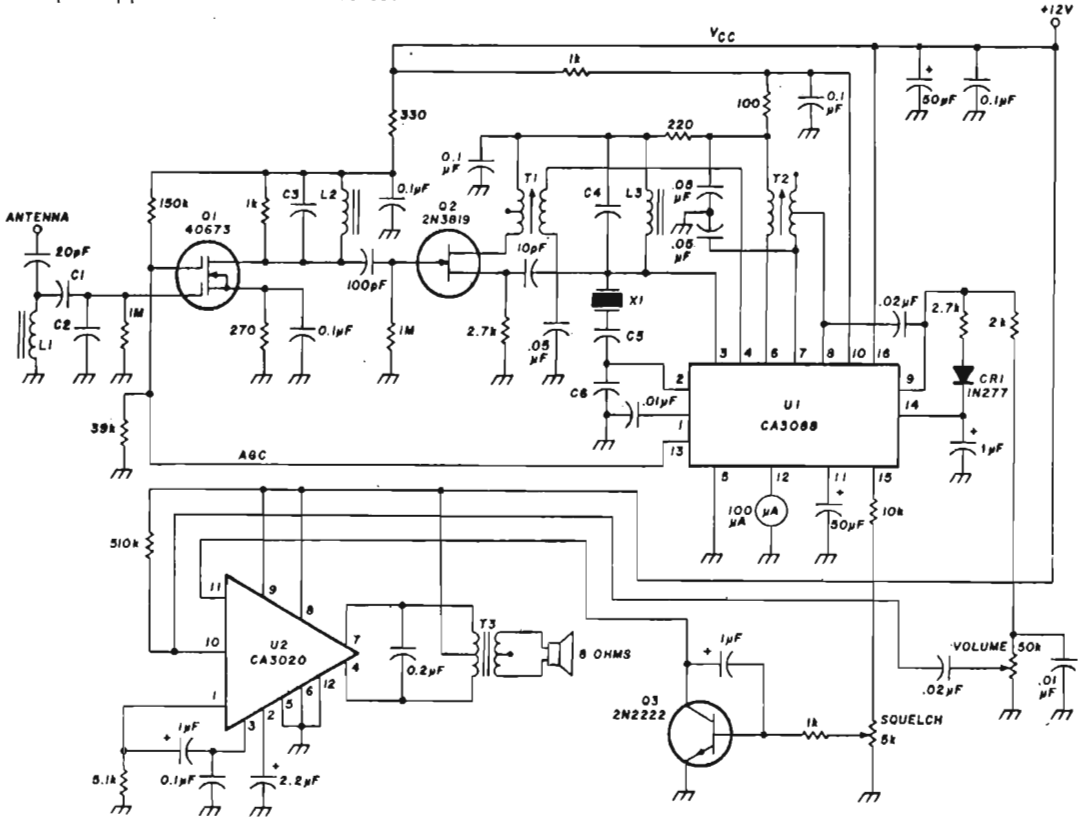 +12V
VCC
1k
+
50µF
0.1µF
330
100
0.1
µF
220
0.1
µF
T1
C4
L3
.05
µF
.05
µF
T2
150k
1k
C3
L2
0.1µF
Q2
2N3819
ANTENNA
20pF
Q1
40673
C1
C2
L1
1M
270
0.1µF
100pF
1M
10pF
2.7k
.05
µF
X1
C5
C6
.01µF
.02µF
2.7k
2k
CR1
1N277
+
1µF
3
4
6
7
8
10
16
2
1
13
9
14
U1
CA3088
5
12
11
15
39k
AGC
100
µA
µA
+
50µF
10k
510k
11
9
8
10
U2
CA3020
7
4
1
3
2
5
6
12
0.2µF
T3
8 OHMS
+
1µF
0.1µF
5.1k
+
2.2µF
+
1µF
Q3
2N2222
1k
SQUELCH
5k
.02µF
VOLUME
50k
.01
µF